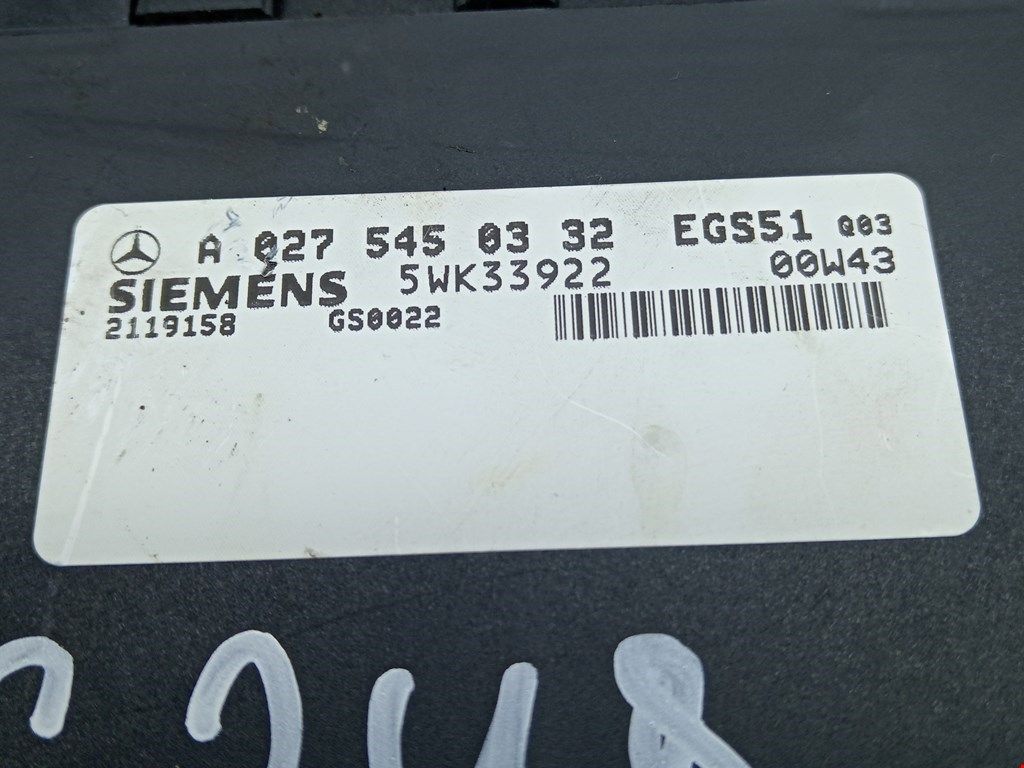 A 027 545 03 32 EGS51 Q03
SIEMENS 5WK33922 00W43
2119158 GS0022